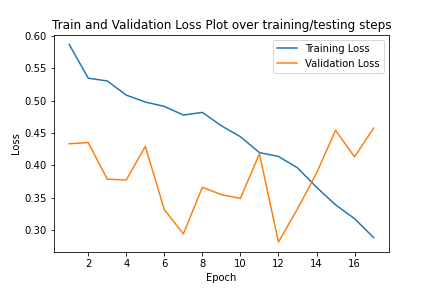 Train and Validation Loss Plot over training/testing steps
Training Loss
Validation Loss
0.60
0.55
0.50
0.45
0.40
0.35
0.30
Loss
2 4 6 8 10 12 14 16
Epoch